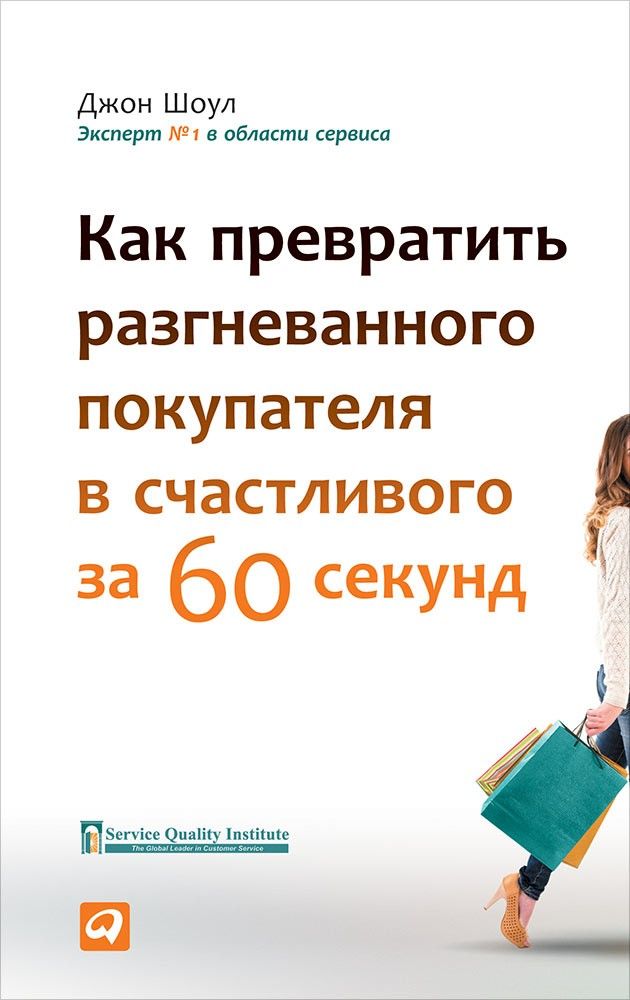 Джон Шоул
Эксперт №1 в области сервиса
Как превратить
разгневанного
покупателя
в счастливого
за 60 секунд
Service Quality Institute
The Global Leader in Customer Service